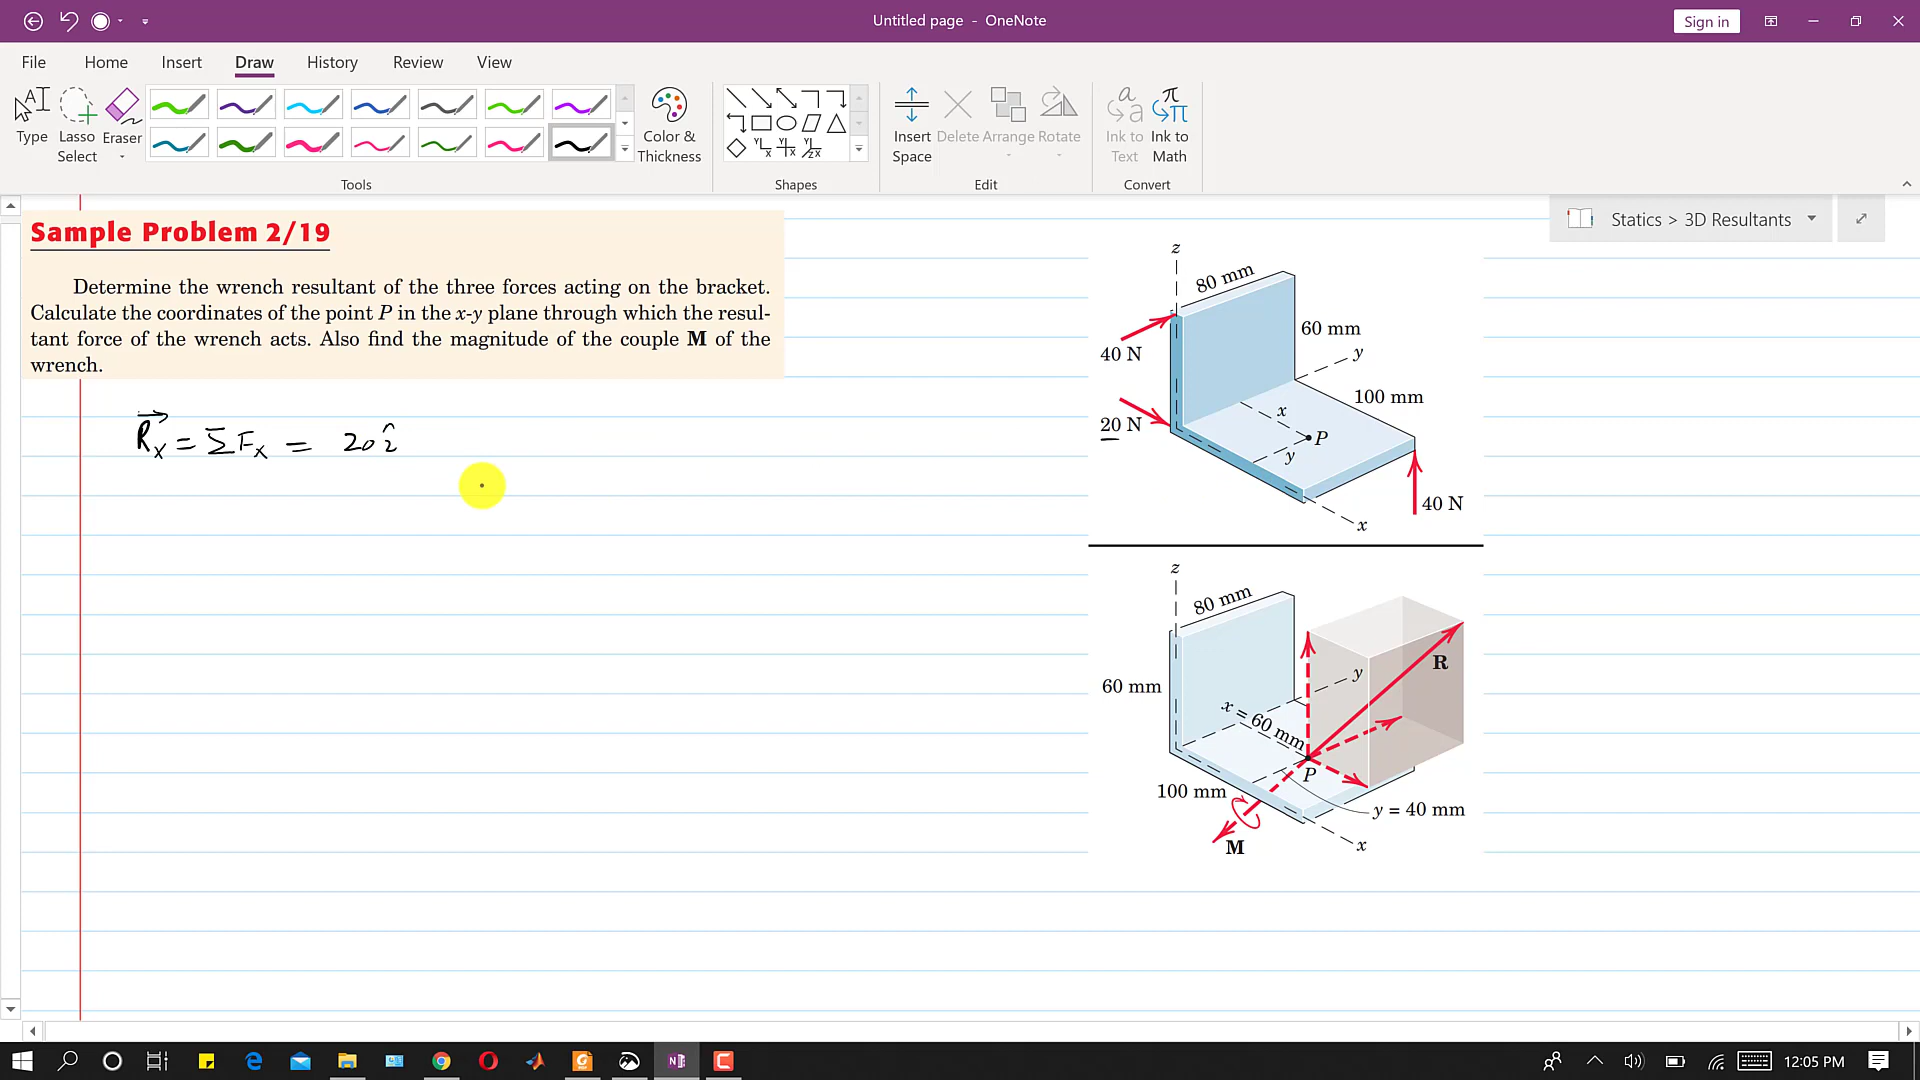 Untitled page - OneNote
Sign in
File Home Insert Draw History Review View
Type
Lasso Select
Eraser
Color & Thickness
Insert Space
Delete
Arrange
Rotate
Ink to Text
Ink to Math
Tools
Shapes
Edit
Convert
Statics > 3D Resultants
Sample Problem 2/19
Determine the wrench resultant of the three forces acting on the bracket.
Calculate the coordinates of the point P in the x-y plane through which the resul-
tant force of the wrench acts. Also find the magnitude of the couple M of the
wrench.
R⃗x = ΣFx = 20 î
z
80 mm
60 mm
40 N
y
100 mm
x
20 N
P
y
40 N
x
z
80 mm
R
60 mm
y
x = 60 mm
P
100 mm
y = 40 mm
M
x
12:05 PM